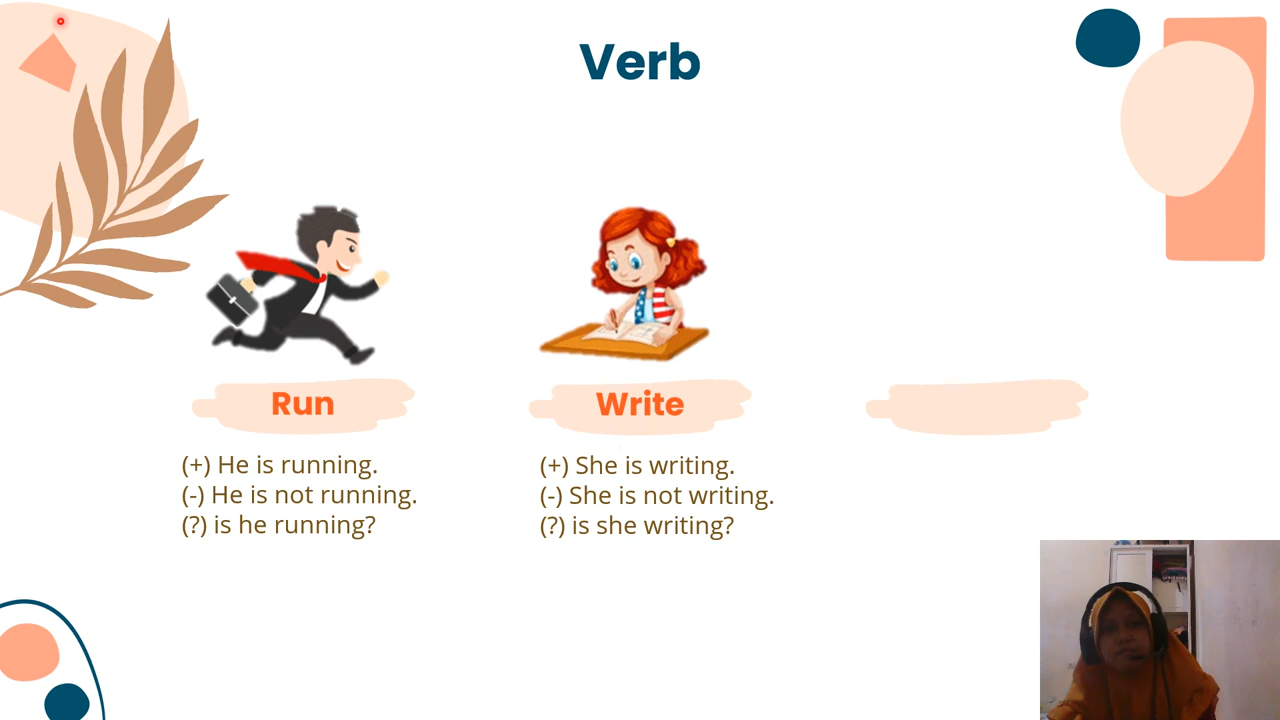 Verb
Run
(+) He is running.
(-) He is not running.
(?) is he running?
Write
(+) She is writing.
(-) She is not writing.
(?) is she writing?